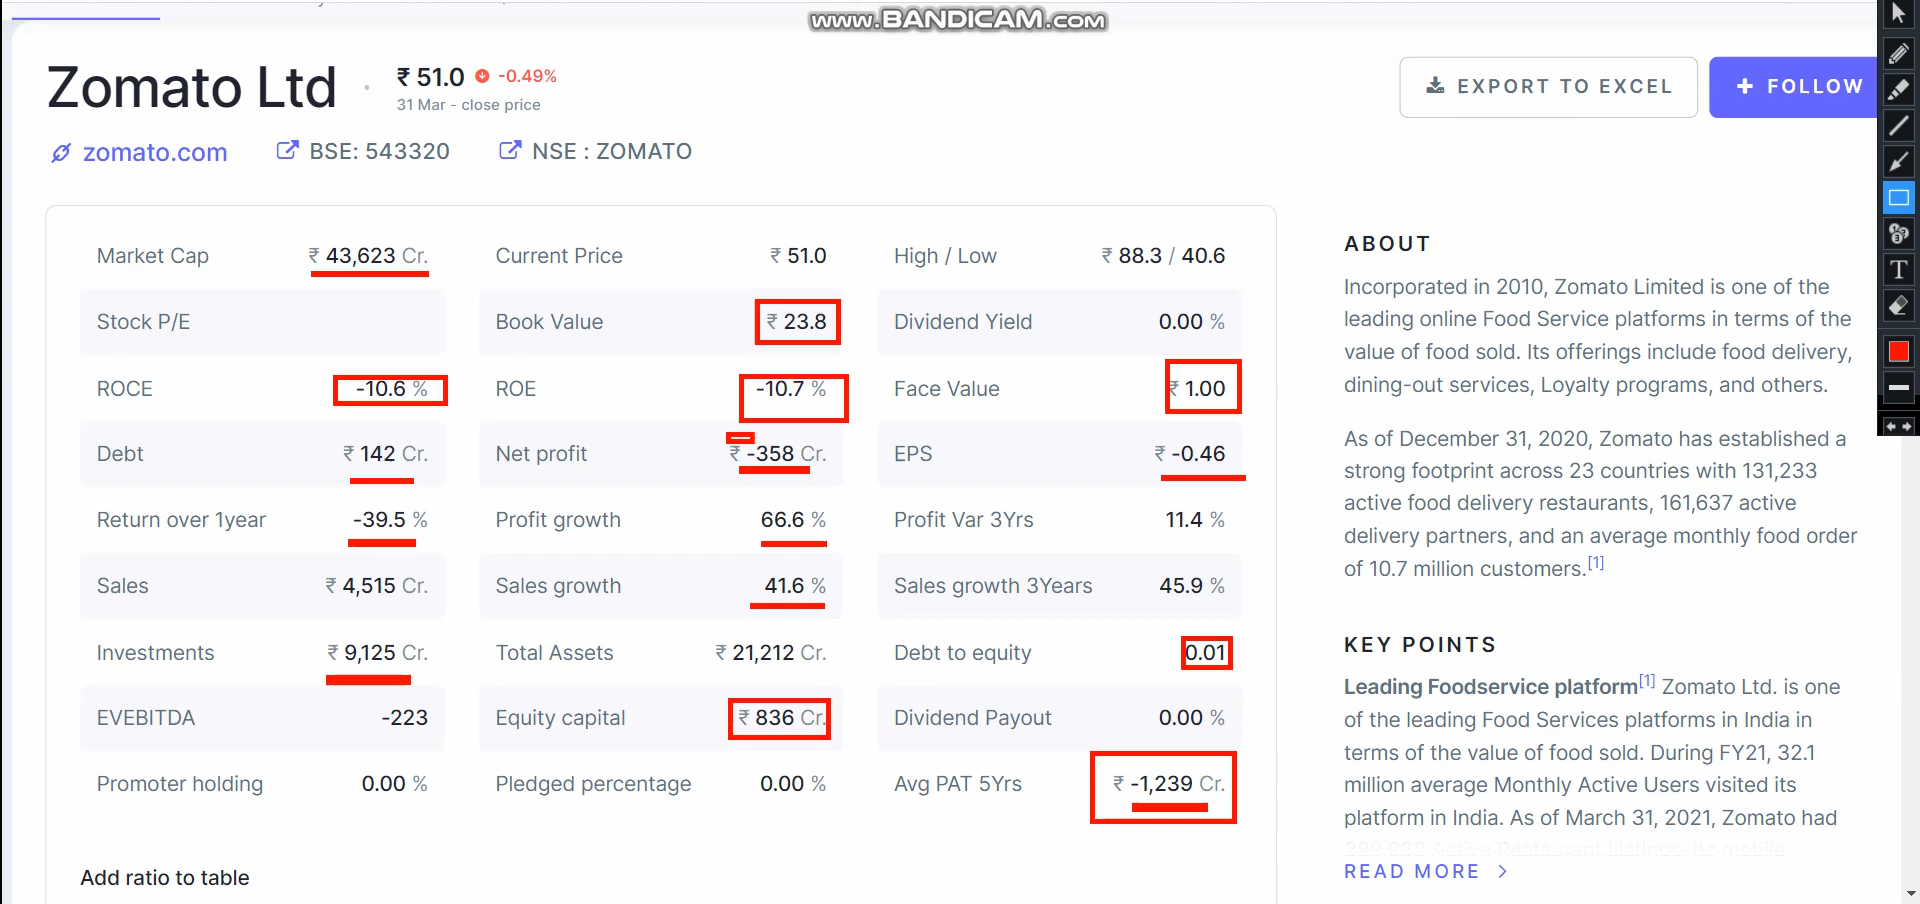 www.BANDICAM.com
Zomato Ltd
₹ 51.0 -0.49%
31 Mar - close price
EXPORT TO EXCEL
+ FOLLOW
zomato.com
BSE: 543320
NSE : ZOMATO
Market Cap ₹ 43,623 Cr.
Current Price ₹ 51.0
High / Low ₹ 88.3 / 40.6
Stock P/E
Book Value ₹ 23.8
Dividend Yield 0.00 %
ROCE -10.6 %
ROE -10.7 %
Face Value ₹ 1.00
Debt ₹ 142 Cr.
Net profit ₹ -358 Cr.
EPS ₹ -0.46
Return over 1year -39.5 %
Profit growth 66.6 %
Profit Var 3Yrs 11.4 %
Sales ₹ 4,515 Cr.
Sales growth 41.6 %
Sales growth 3Years 45.9 %
Investments ₹ 9,125 Cr.
Total Assets ₹ 21,212 Cr.
Debt to equity 0.01
EVEBITDA -223
Equity capital ₹ 836 Cr.
Dividend Payout 0.00 %
Promoter holding 0.00 %
Pledged percentage 0.00 %
Avg PAT 5Yrs ₹ -1,239 Cr.
Add ratio to table
ABOUT
Incorporated in 2010, Zomato Limited is one of the
leading online Food Service platforms in terms of the
value of food sold. Its offerings include food delivery,
dining-out services, Loyalty programs, and others.
As of December 31, 2020, Zomato has established a
strong footprint across 23 countries with 131,233
active food delivery restaurants, 161,637 active
delivery partners, and an average monthly food order
of 10.7 million customers.[1]
KEY POINTS
Leading Foodservice platform[1] Zomato Ltd. is one
of the leading Food Services platforms in India in
terms of the value of food sold. During FY21, 32.1
million average Monthly Active Users visited its
platform in India. As of March 31, 2021, Zomato had
READ MORE
T